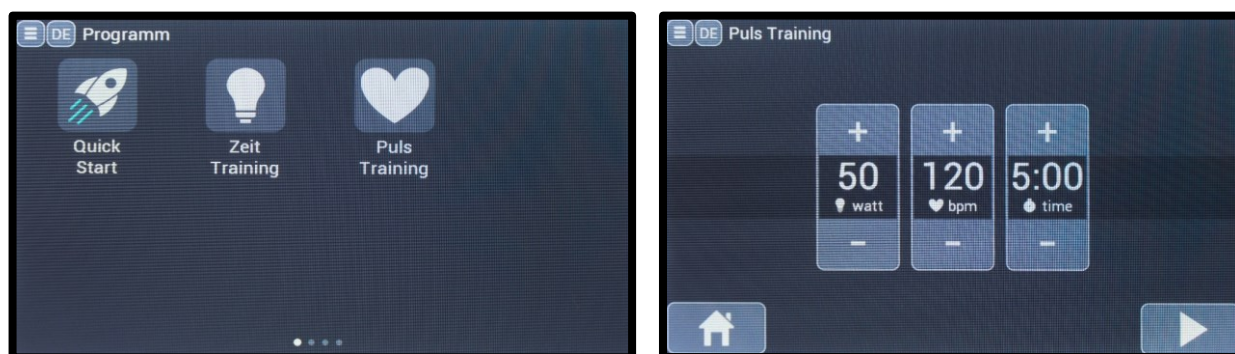 DE Programm
Quick
Start
Zeit
Training
Puls
Training
DE Puls Training
+
+
+
50
120
5:00
watt
bpm
time
-
-
-